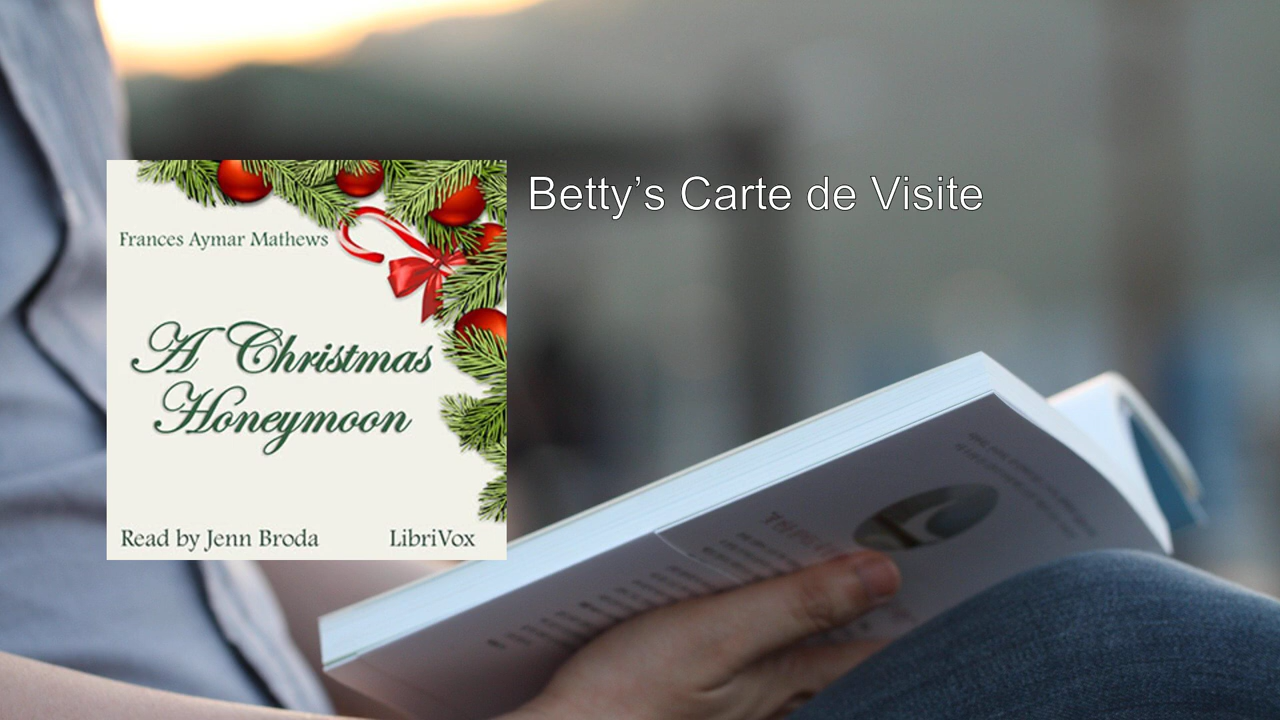 Betty’s Carte de Visite
Frances Aymar Mathews
A Christmas
Honeymoon
Read by Jenn Broda LibriVox